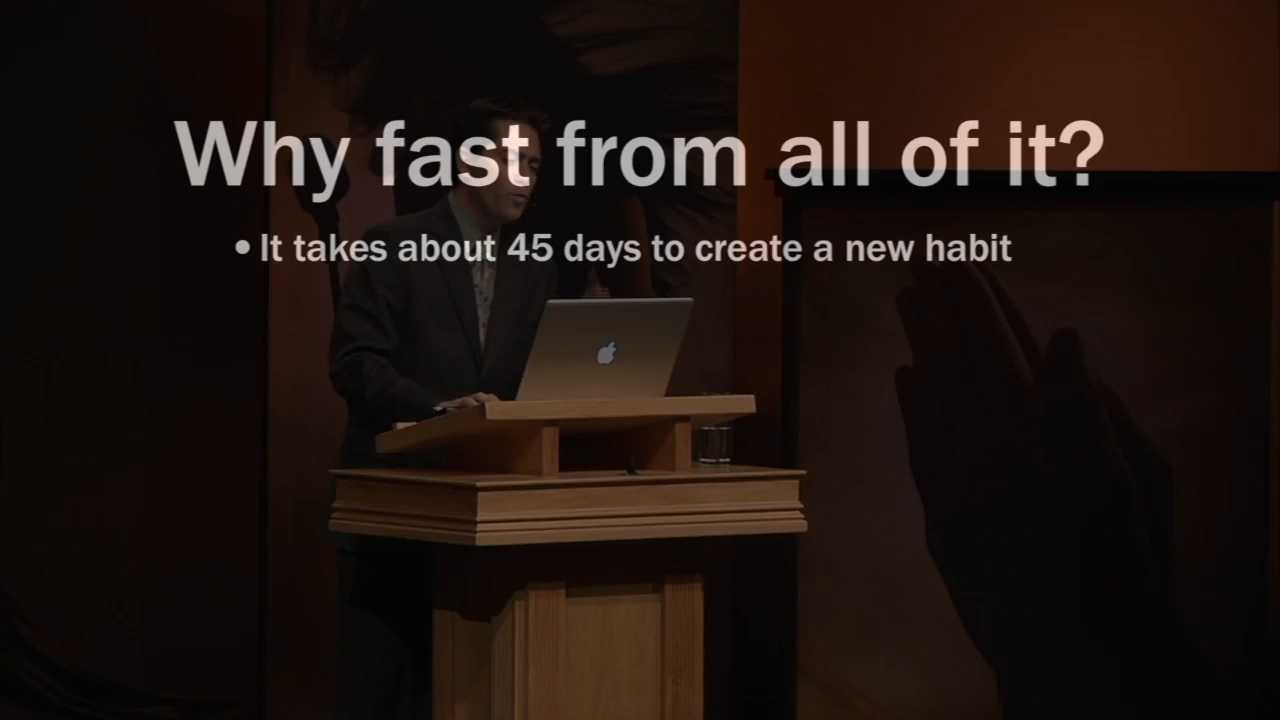 Why fast from all of it?
• It takes about 45 days to create a new habit